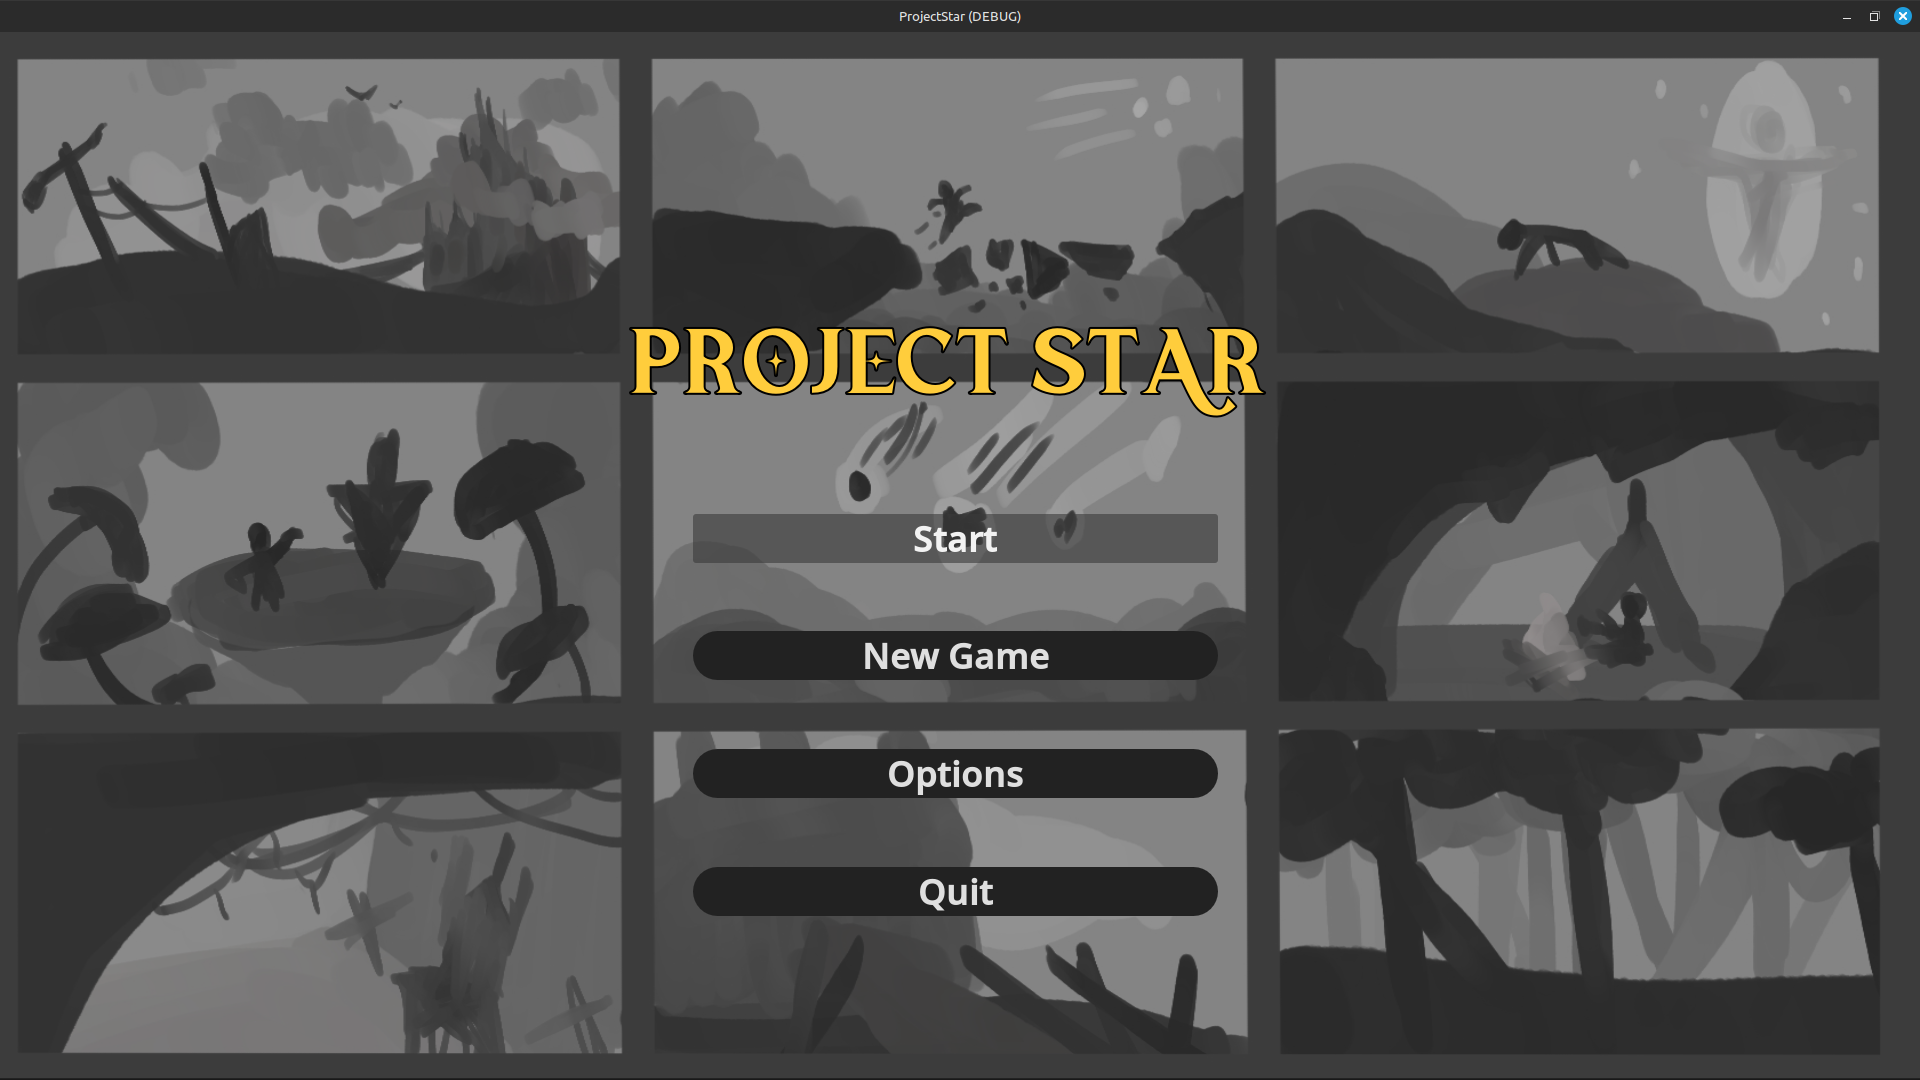 ProjectStar (DEBUG)
PROJECT STAR
Start
New Game
Options
Quit